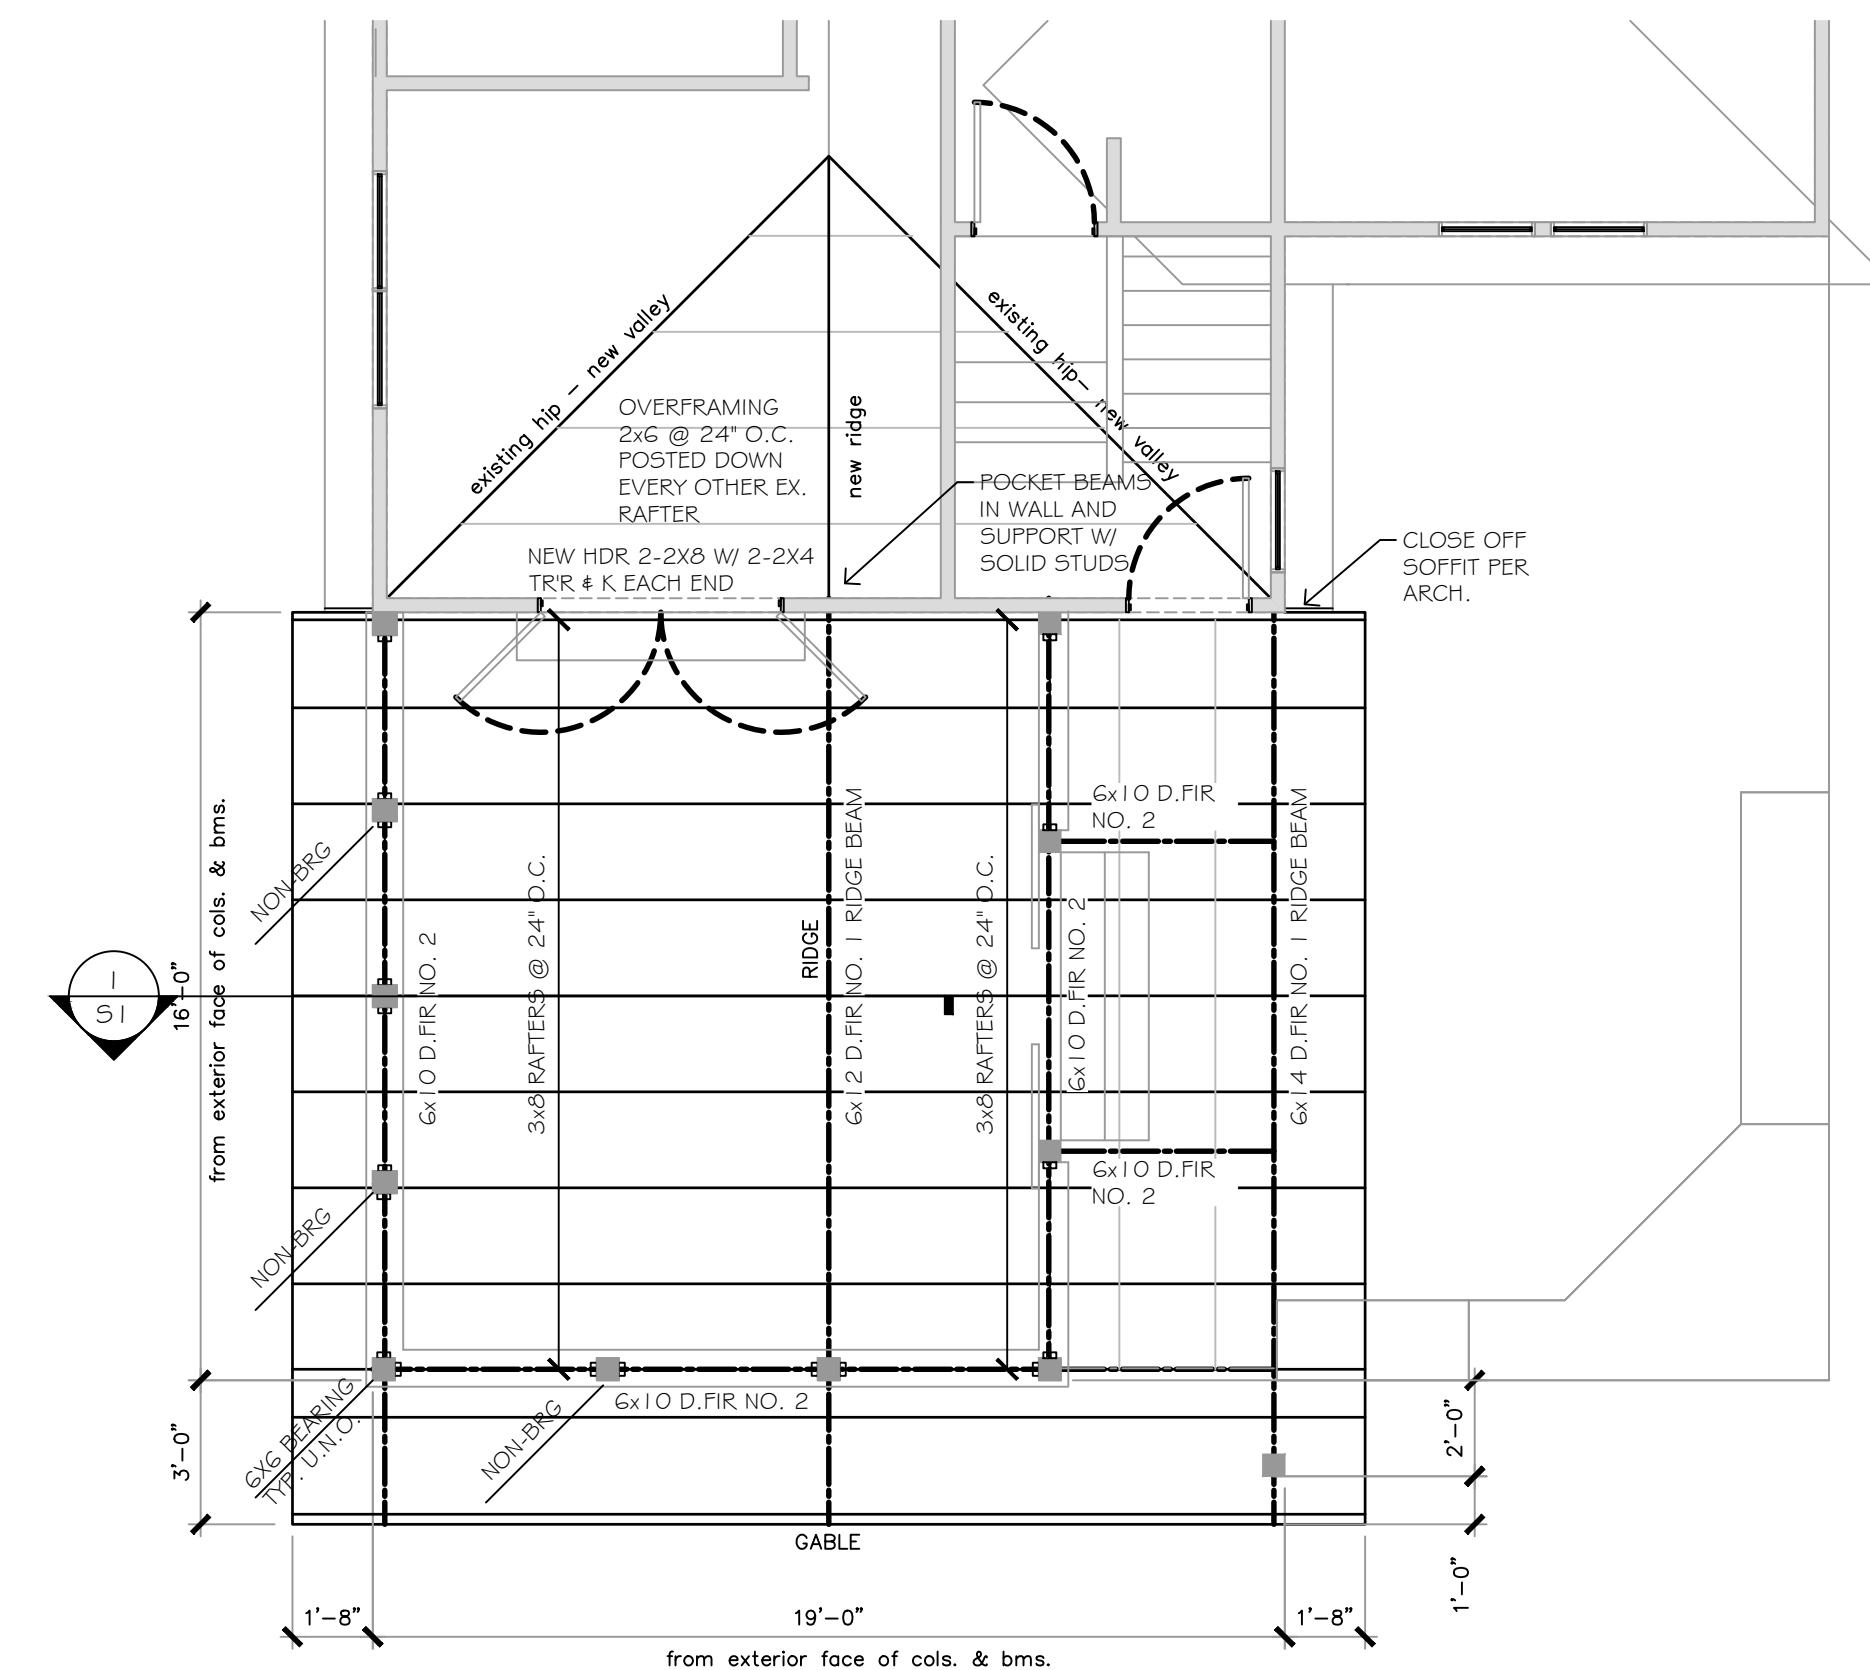 existing hip – new valley
existing hip– new valley
OVERFRAMING
2x6 @ 24" O.C.
POSTED DOWN
EVERY OTHER EX.
RAFTER
new ridge
POCKET BEAMS
IN WALL AND
SUPPORT W/
SOLID STUDS
NEW HDR 2-2X8 W/ 2-2X4
TR'R & K EACH END
CLOSE OFF
SOFFIT PER
ARCH.
6x10 D.FIR
NO. 2
NON-BRG
16'-0"
from exterior face of cols. & bms.
6x10 D.FIR NO. 2
3x8 RAFTERS @ 24" O.C.
RIDGE
6x12 D.FIR NO. 1 RIDGE BEAM
3x8 RAFTERS @ 24" O.C.
6x10 D.FIR NO. 2
6x14 D.FIR NO. 1 RIDGE BEAM
1
S1
6x10 D.FIR
NO. 2
NON-BRG
6X6 BEARING
TYP. U.N.O.
NON-BRG
6x10 D.FIR NO. 2
3'-0"
2'-0"
1'-0"
GABLE
1'-8"
19'-0"
1'-8"
from exterior face of cols. & bms.